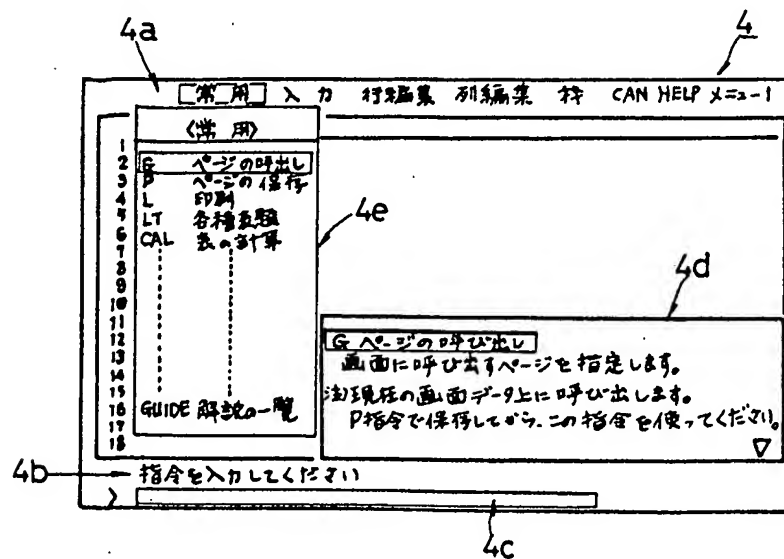 4a
4
常用 入力 行編集 列編集 枠 CAN HELP メニュー1
〈常用〉
1
2 G ページの呼出し
3 P ページの保存
4 L 印刷
5 LT 各種表題
6 CAL 表の計算
7
8
9
10
11
12
13
14
15
16 GUIDE 解説の一覧
17
18
4e
4d
G ページの呼び出し
画面に呼び出すページを指定します。
注)現在の画面データ上に呼び出します。
P指令で保存してから、この指令を使ってください。
▽
4b
指令を入力してください
>
4c